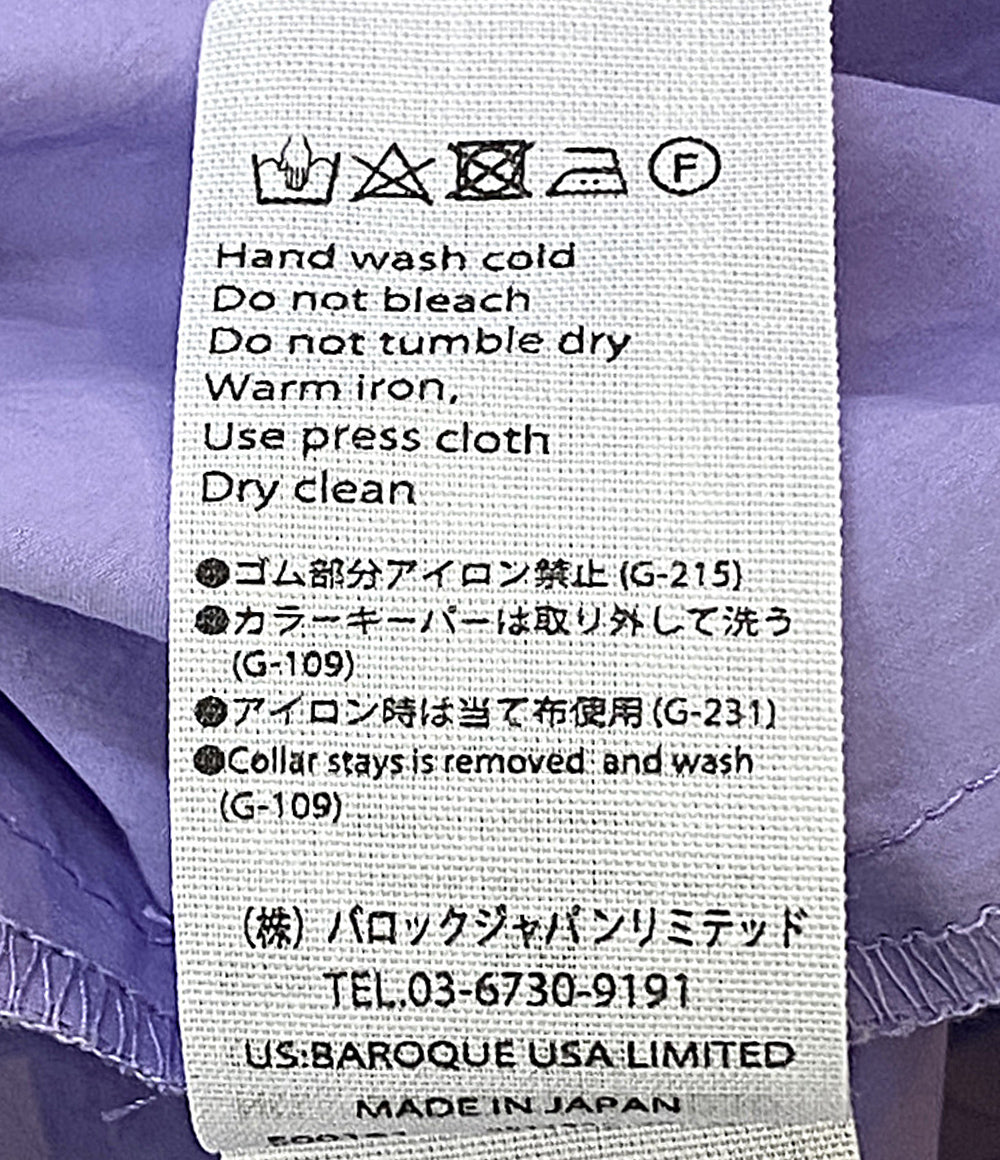 F
Hand wash cold
Do not bleach
Do not tumble dry
Warm iron,
Use press cloth
Dry clean
●ゴム部分アイロン禁止 (G-215)
●カラーキーパーは取り外して洗う
(G-109)
●アイロン時は当て布使用 (G-231)
●Collar stays is removed and wash
(G-109)
(株) バロックジャパンリミテッド
TEL.03-6730-9191
US:BAROQUE USA LIMITED
MADE IN JAPAN